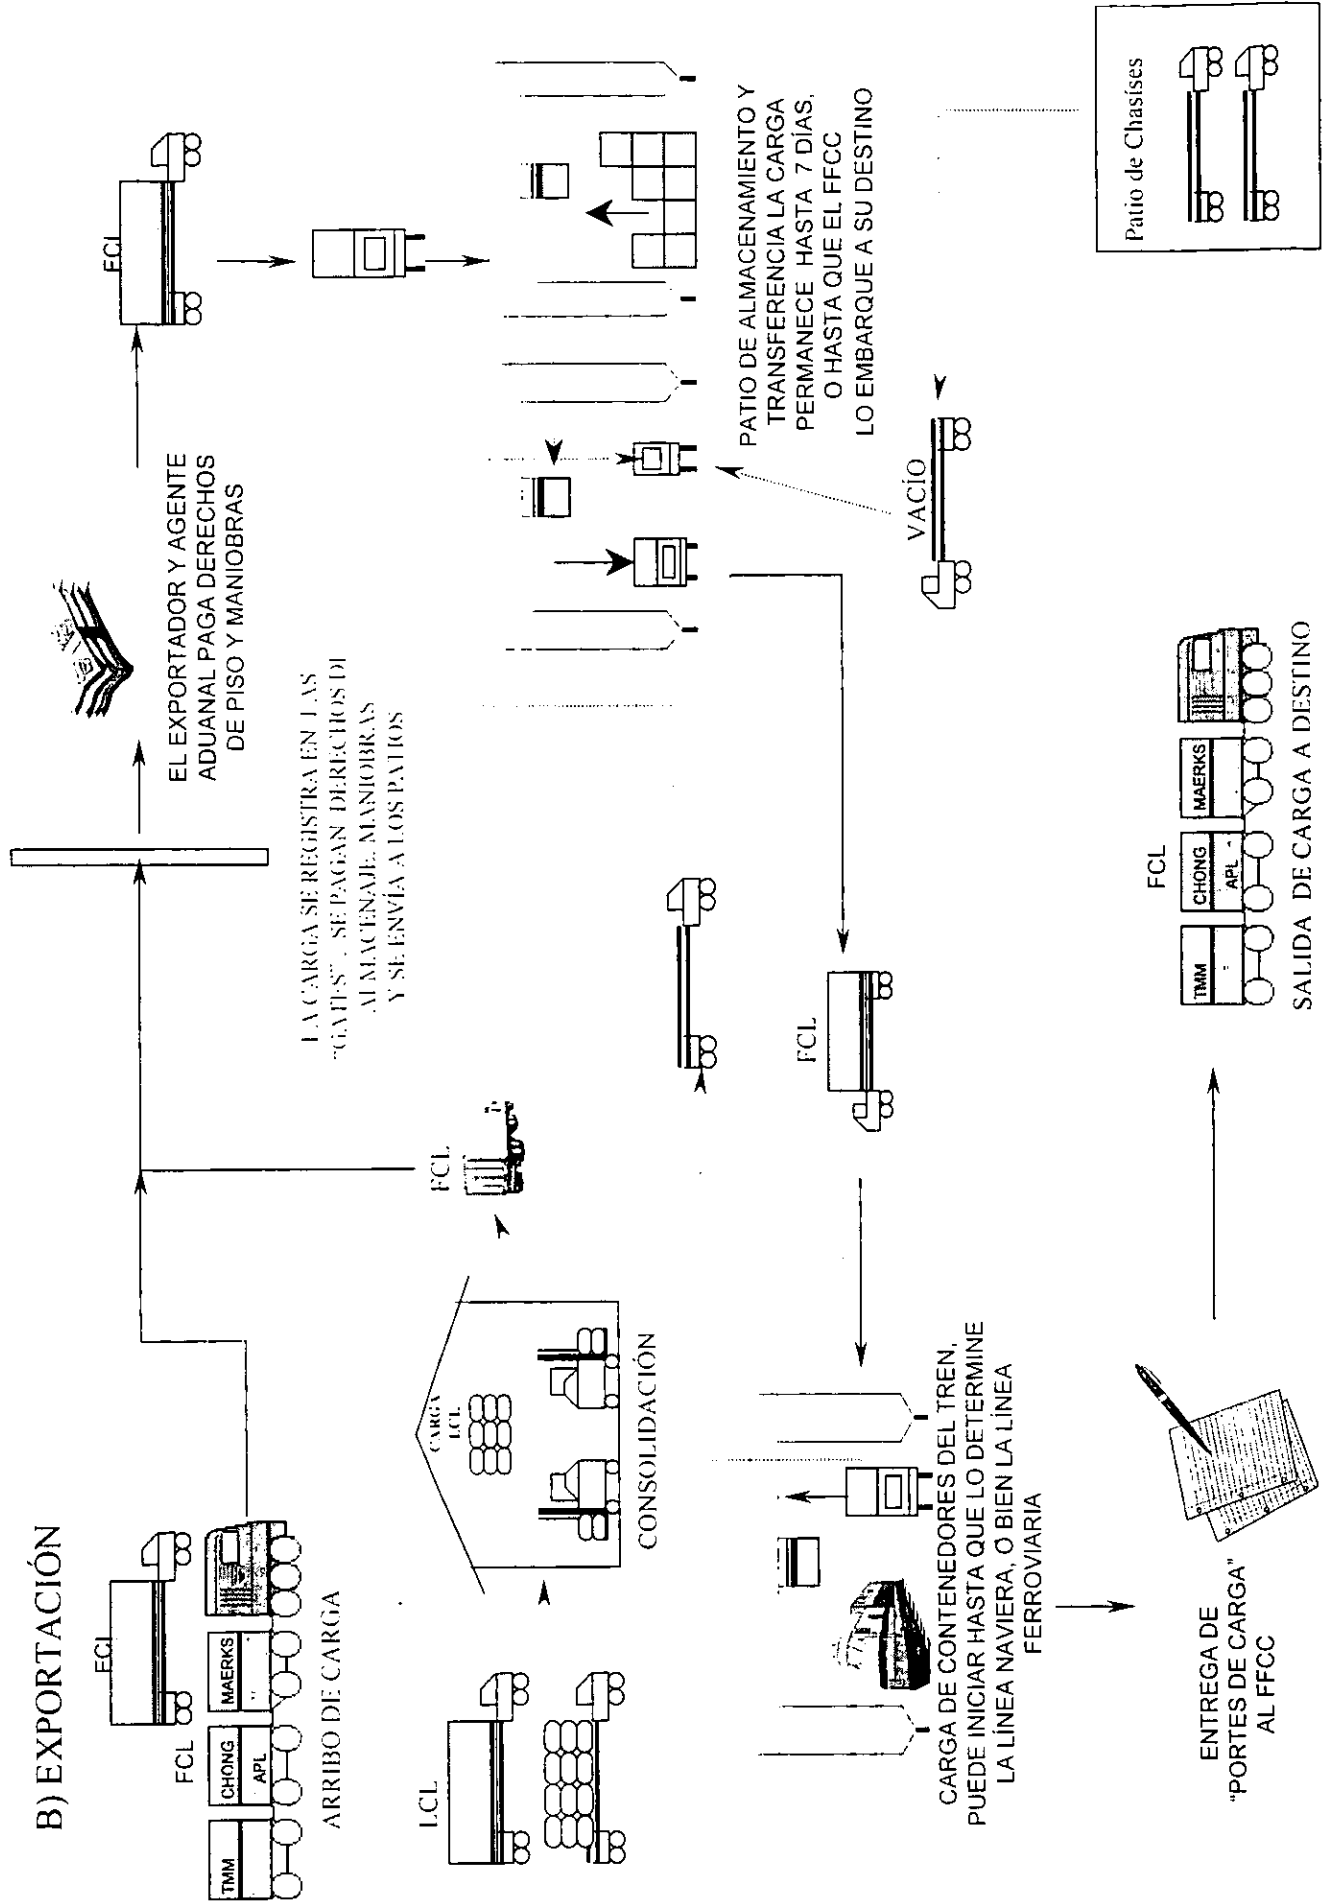 B) EXPORTACIÓN
FCL
FCL
TMM
CHONG
APL
MAERKS
ARRIBO DE CARGA
LCL
CARGA
LCL
CONSOLIDACIÓN
FCL
LA CARGA SE REGISTRA EN LAS
"GATES". SE PAGAN DERECHOS DE
ALMACENAJE, MANIOBRAS
Y SE ENVÍA A LOS PATIOS
EL EXPORTADOR Y AGENTE
ADUANAL PAGA DERECHOS
DE PISO Y MANIOBRAS
FCL
PATIO DE ALMACENAMIENTO Y
TRANSFERENCIA LA CARGA
PERMANECE HASTA 7 DÍAS,
O HASTA QUE EL FFCC
LO EMBARQUE A SU DESTINO
Patio de Chasíses
VACÍO
FCL
CARGA DE CONTENEDORES DEL TREN,
PUEDE INICIAR HASTA QUE LO DETERMINE
LA LÍNEA NAVIERA, O BIEN LA LÍNEA
FERROVIARIA
ENTREGA DE
"PORTES DE CARGA"
AL FFCC
FCL
TMM
CHONG
APL
MAERKS
SALIDA DE CARGA A DESTINO